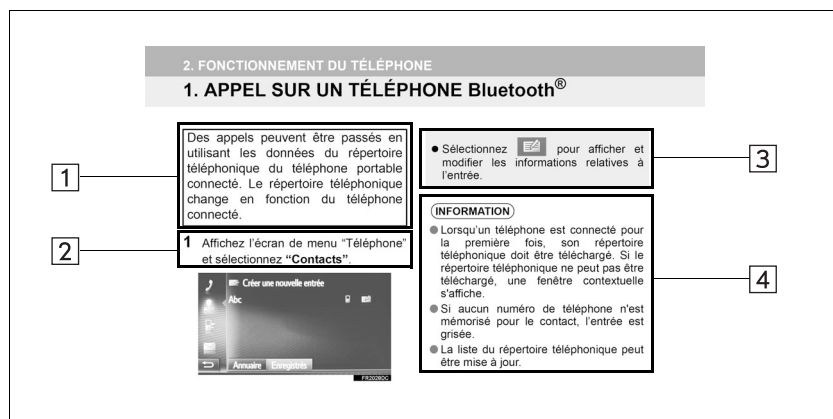 2. FONCTIONNEMENT DU TÉLÉPHONE
1. APPEL SUR UN TÉLÉPHONE Bluetooth®
1
Des appels peuvent être passés en
utilisant les données du répertoire
téléphonique du téléphone portable
connecté. Le répertoire téléphonique
change en fonction du téléphone
connecté.
2
1 Affichez l'écran de menu “Téléphone”
et sélectionnez “Contacts”.
Créer une nouvelle entrée
Abc
Annuaire Enregistrés
FR2028DC
3
● Sélectionnez pour afficher et
modifier les informations relatives à
l'entrée.
4
INFORMATION
● Lorsqu'un téléphone est connecté pour
la première fois, son répertoire
téléphonique doit être téléchargé. Si le
répertoire téléphonique ne peut pas être
téléchargé, une fenêtre contextuelle
s'affiche.
● Si aucun numéro de téléphone n'est
mémorisé pour le contact, l'entrée est
grisée.
● La liste du répertoire téléphonique peut
être mise à jour.